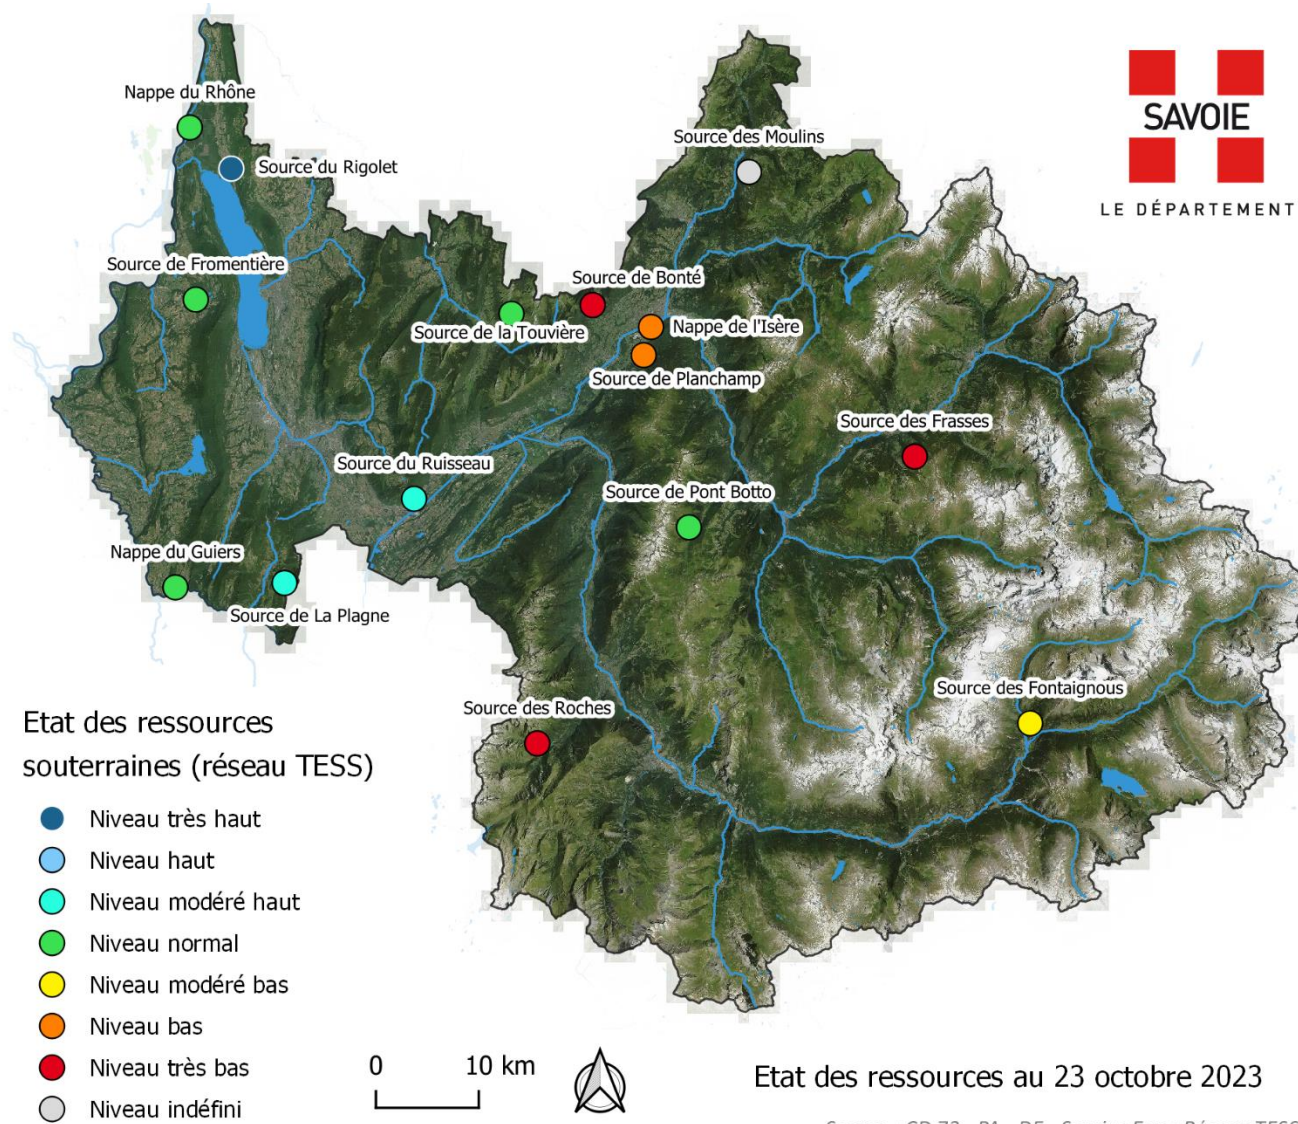 Nappe du Rhône
Source des Moulins
Source du Rigolet
SAVOIE
LE DÉPARTEMENT
Source de Fromentière
Source de Bonté
Source de la Touvière
Nappe de l'Isère
Source de Planchamp
Source des Frasses
Source du Ruisseau
Source de Pont Botto
Nappe du Guiers
Source de La Plagne
Source des Fontaignous
Source des Roches
Etat des ressources
souterraines (réseau TESS)
Niveau très haut
Niveau haut
Niveau modéré haut
Niveau normal
Niveau modéré bas
Niveau bas
Niveau très bas
Niveau indéfini
0 10 km
Etat des ressources au 23 octobre 2023